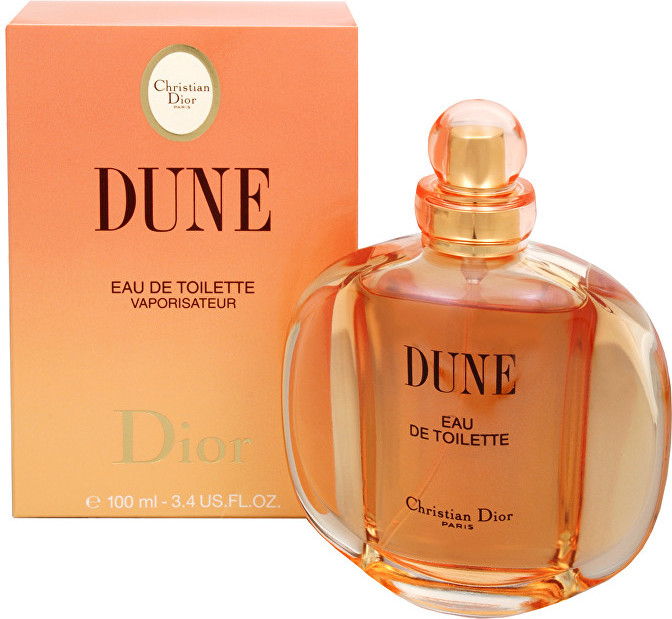 Christian
Dior
PARIS
DUNE
EAU DE TOILETTE
VAPORISATEUR
Dior
e 100 ml - 3.4 US.FL.OZ.
DUNE
EAU
DE TOILETTE
Christian Dior
PARIS